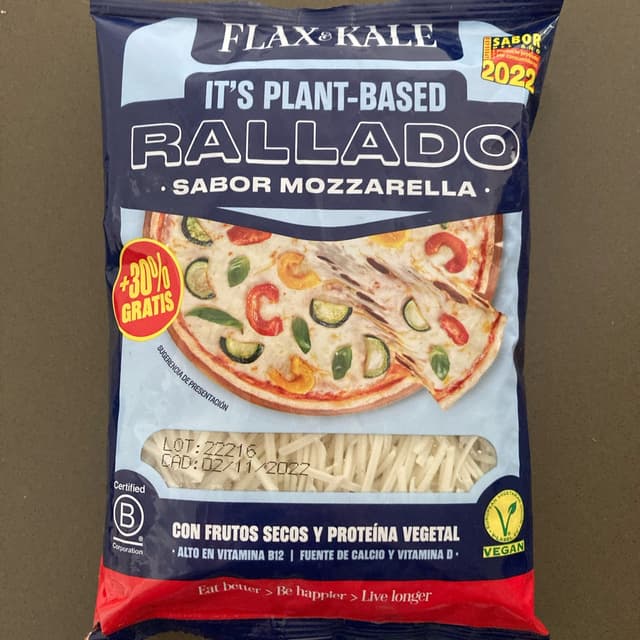 FLAX & KALE
SABOR
DEL AÑO
2022
IT'S PLANT-BASED
RALLADO
· SABOR MOZZARELLA ·
+30%
GRATIS
SUGERENCIA DE PRESENTACIÓN
LOT:22216
CAD:02/11/2022
Certified
B
Corporation
CON FRUTOS SECOS Y PROTEÍNA VEGETAL
· ALTO EN VITAMINA B12 | FUENTE DE CALCIO Y VITAMINA D ·
V
VEGAN
Eat better > Be happier > Live longer